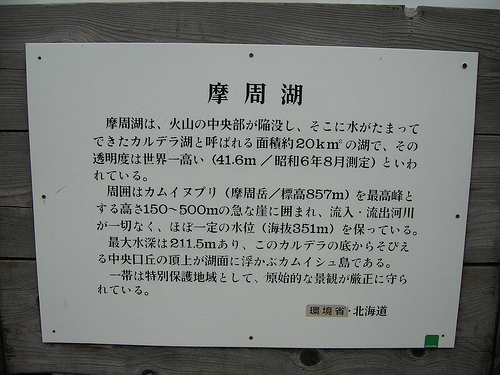 摩周湖
摩周湖は、火山の中央部が陥没し、そこに水がたまって
できたカルデラ湖と呼ばれる面積約20km²の湖で、その
透明度は世界一高い（41.6m／昭和6年8月測定）といわ
れている。
周囲はカムイヌプリ（摩周岳／標高857m）を最高峰と
する高さ150～500mの急な崖に囲まれ、流入・流出河川
が一切なく、ほぼ一定の水位（海抜351m）を保っている。
最大水深は211.5mあり、このカルデラの底からそびえ
る中央口丘の頂上が湖面に浮かぶカムイシュ島である。
一帯は特別保護地域として、原始的な景観が厳正に守ら
れている。
環境省・北海道